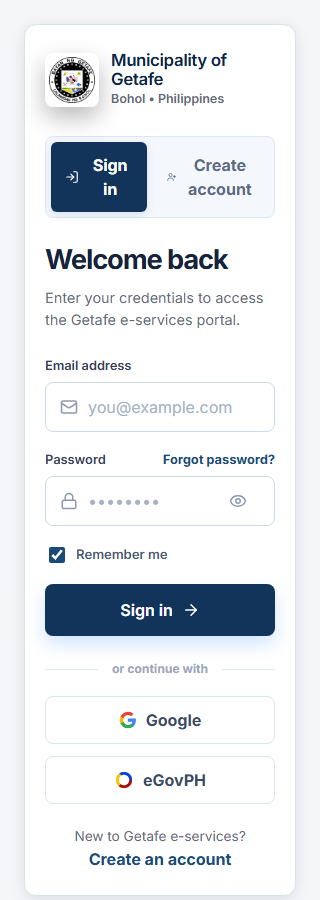 Municipality of
Getafe
Bohol • Philippines
Sign
in
Create
account
Welcome back
Enter your credentials to access
the Getafe e-services portal.
Email address
you@example.com
Password
Forgot password?
••••••••
Remember me
Sign in
or continue with
Google
eGovPH
New to Getafe e-services?
Create an account